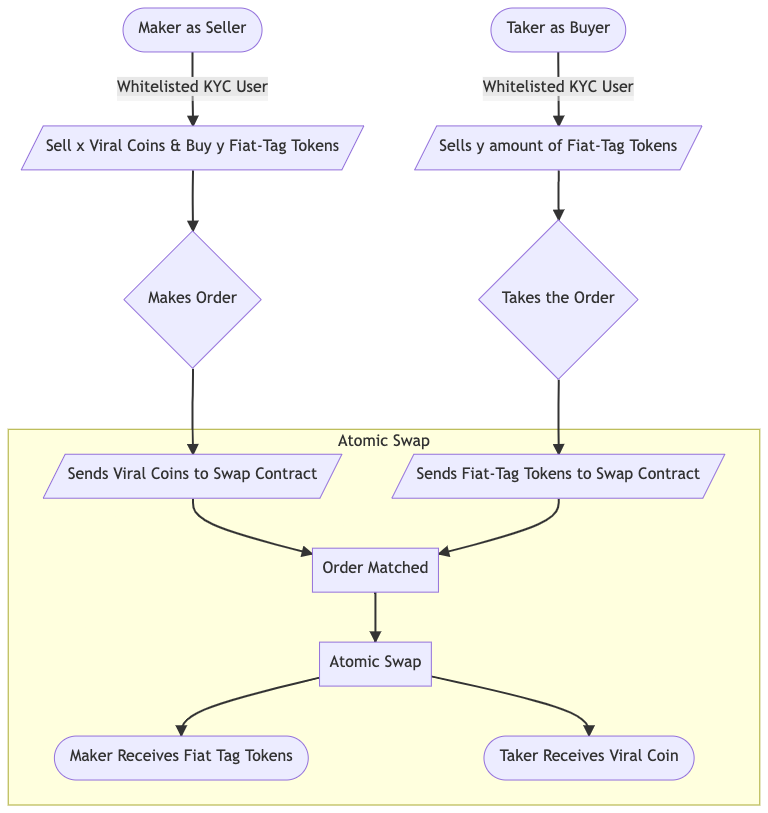 Maker as Seller
Taker as Buyer
Whitelisted KYC User
Whitelisted KYC User
Sell x Viral Coins & Buy y Fiat-Tag Tokens
Sells y amount of Fiat-Tag Tokens
Makes Order
Takes the Order
Atomic Swap
Sends Viral Coins to Swap Contract
Sends Fiat-Tag Tokens to Swap Contract
Order Matched
Atomic Swap
Maker Receives Fiat Tag Tokens
Taker Receives Viral Coin